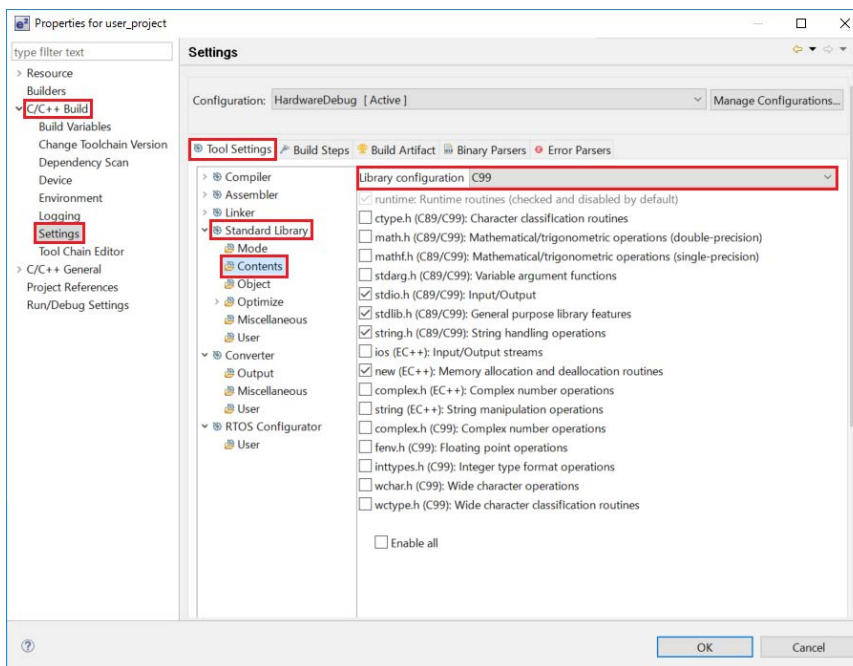 e² Properties for user_project
type filter text
Settings
Resource
Builders
C/C++ Build
Build Variables
Change Toolchain Version
Dependency Scan
Device
Environment
Logging
Settings
Tool Chain Editor
C/C++ General
Project References
Run/Debug Settings
Configuration: HardwareDebug [ Active ] Manage Configurations...
Tool Settings Build Steps Build Artifact Binary Parsers Error Parsers
Compiler
Assembler
Linker
Standard Library
Mode
Contents
Object
Optimize
Miscellaneous
User
Converter
Output
Miscellaneous
User
RTOS Configurator
User
Library configuration C99
runtime: Runtime routines (checked and disabled by default)
ctype.h (C89/C99): Character classification routines
math.h (C89/C99): Mathematical/trigonometric operations (double-precision)
mathf.h (C89/C99): Mathematical/trigonometric operations (single-precision)
stdarg.h (C89/C99): Variable argument functions
stdio.h (C89/C99): Input/Output
stdlib.h (C89/C99): General purpose library features
string.h (C89/C99): String handling operations
ios (EC++): Input/Output streams
new (EC++): Memory allocation and deallocation routines
complex.h (EC++): Complex number operations
string (EC++): String manipulation operations
complex.h (C99): Complex number operations
fenv.h (C99): Floating point operations
inttypes.h (C99): Integer type format operations
wchar.h (C99): Wide character operations
wctype.h (C99): Wide character classification routines
Enable all
OK Cancel